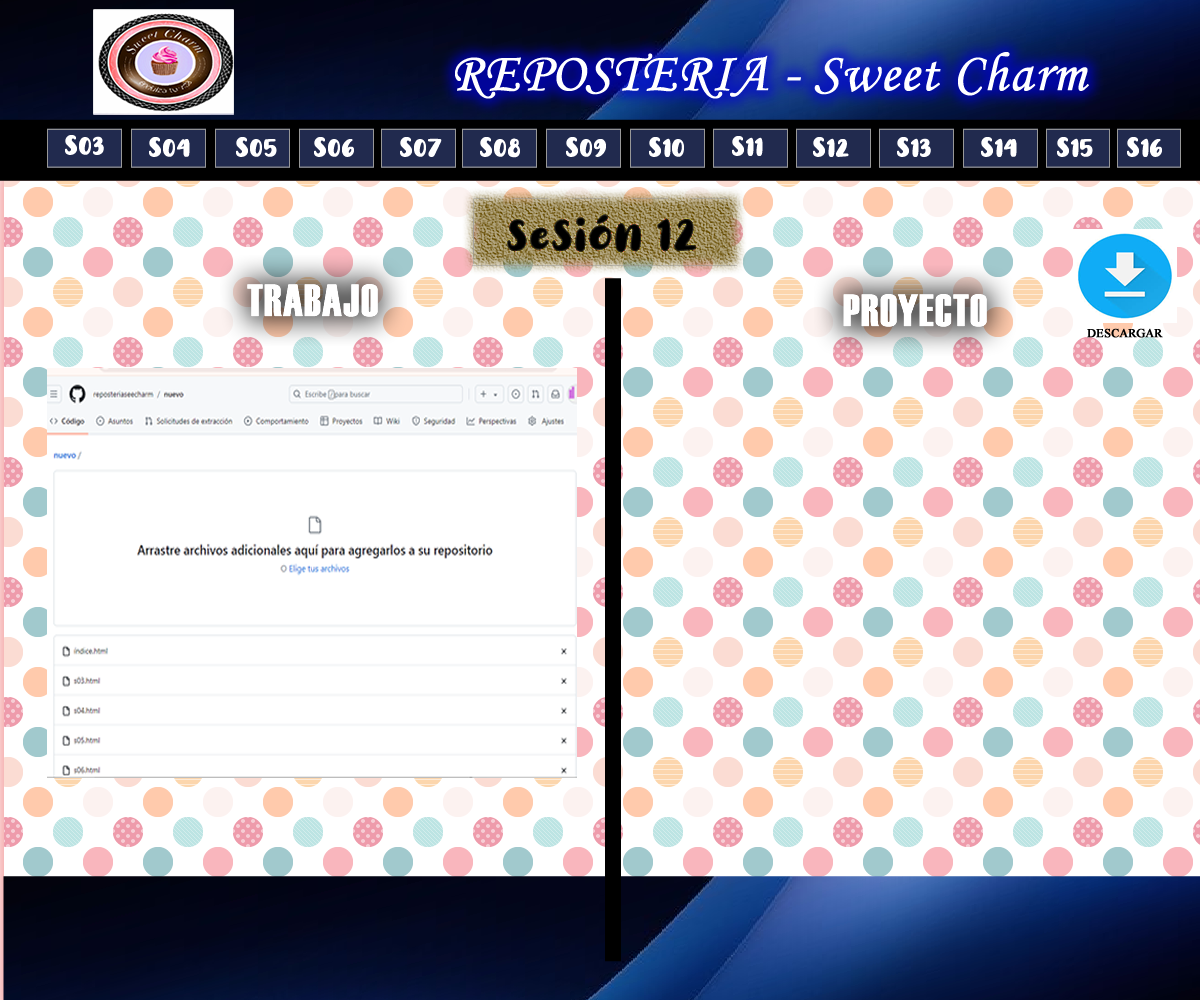 Sweet Charm
REPOSTERIA - Sweet Charm
S03 S04 S05 S06 S07 S08 S09 S10 S11 S12 S13 S14 S15 S16
SeSión 12
TRABAJO
PROYECTO
DESCARGAR
reposteriaseecharm / nuevo
Escribe / para buscar
Código Asuntos Solicitudes de extracción Comportamiento Proyectos Wiki Seguridad Perspectivas Ajustes
nuevo /
Arrastre archivos adicionales aquí para agregarlos a su repositorio
O Elige tus archivos
índice.html
s03.html
s04.html
s05.html
s06.html